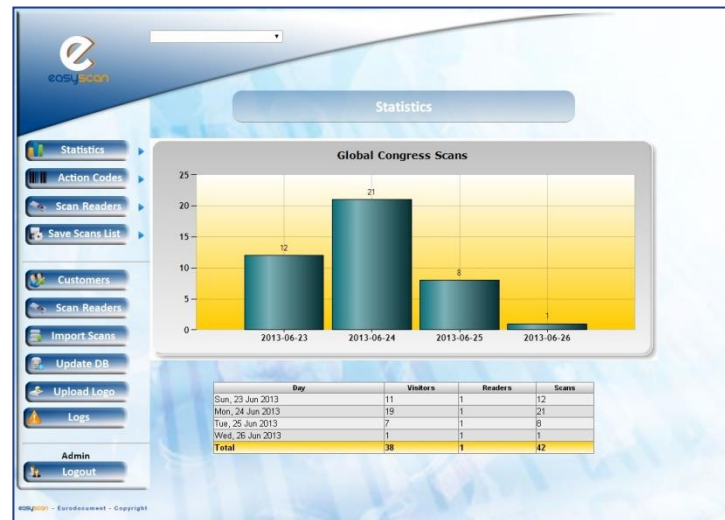 easyscan
Statistics
Statistics
Action Codes
Scan Readers
Save Scans List
Customers
Scan Readers
Import Scans
Update DB
Upload Logo
Logs
Admin
Logout
easyscan - Eurodocument - Copyright
Global Congress Scans
25
20
15
10
5
0
12
21
8
1
2013-06-23 2013-06-24 2013-06-25 2013-06-26
Day Visitors Readers Scans
Sun, 23 Jun 2013 11 1 12
Mon, 24 Jun 2013 19 1 21
Tue, 25 Jun 2013 7 1 8
Wed, 26 Jun 2013 1 1 1
Total 38 1 42